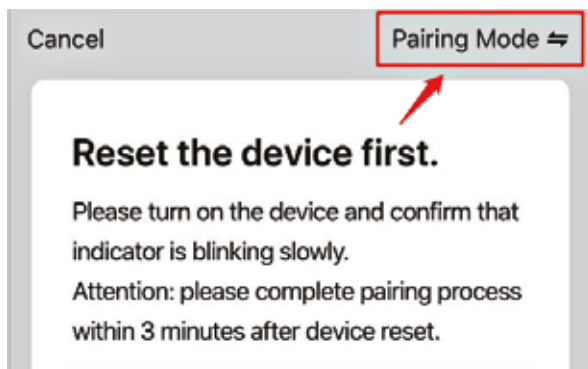 Cancel
Pairing Mode ⇋
Reset the device first.
Please turn on the device and confirm that
indicator is blinking slowly.
Attention: please complete pairing process
within 3 minutes after device reset.